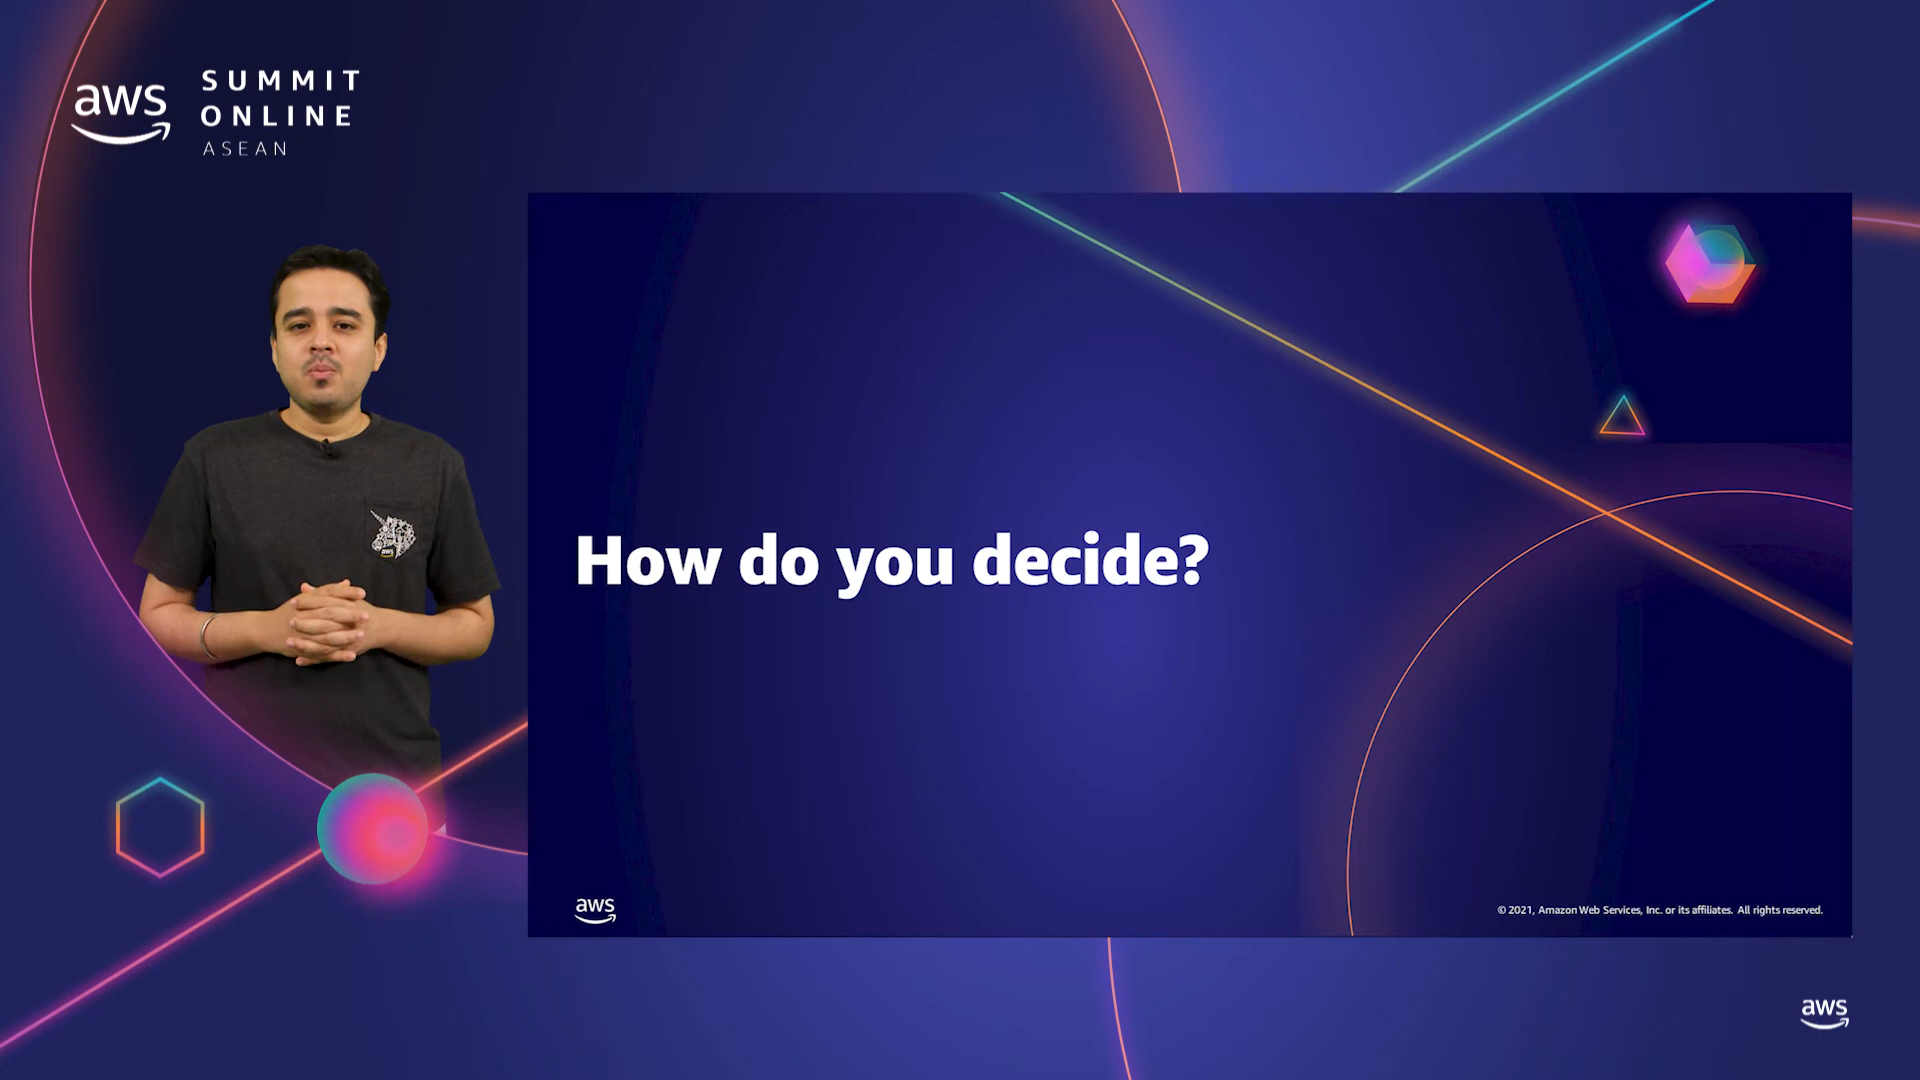 aws
SUMMIT
ONLINE
ASEAN
aws
How do you decide?
aws
© 2021, Amazon Web Services, Inc. or its affiliates. All rights reserved.
aws